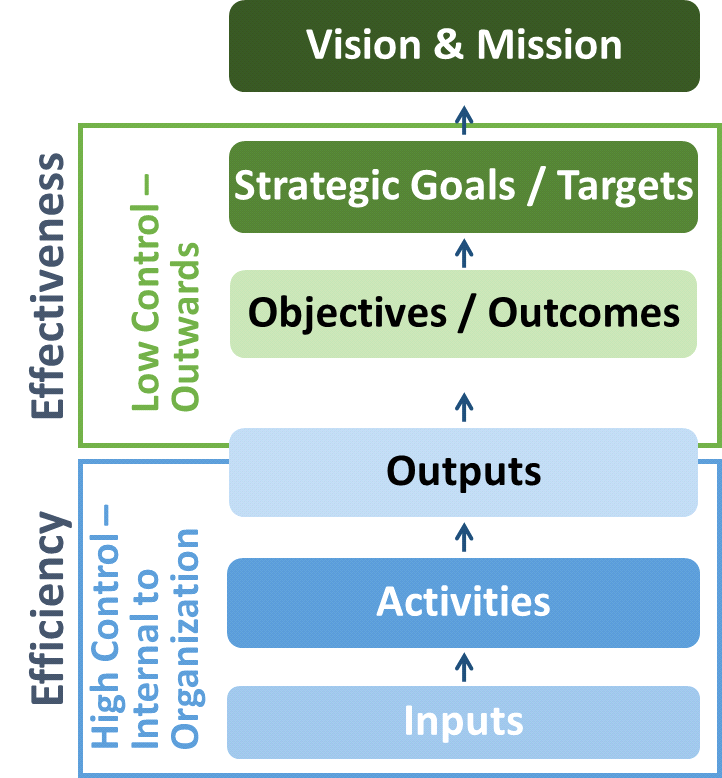 Vision & Mission
Effectiveness
Low Control –
Outwards
Strategic Goals / Targets
Objectives / Outcomes
Outputs
Efficiency
High Control –
Internal to
Organization
Activities
Inputs